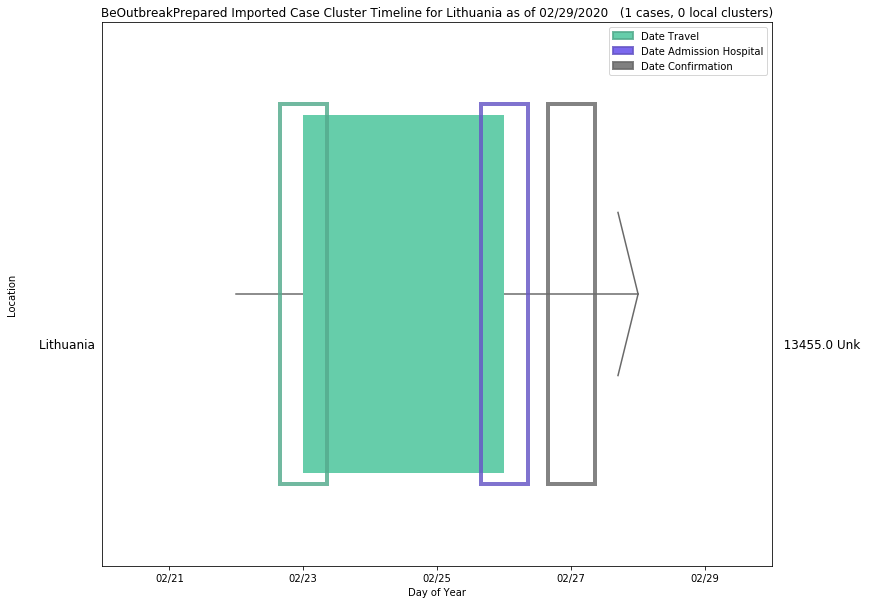 BeOutbreakPrepared Imported Case Cluster Timeline for Lithuania as of 02/29/2020   (1 cases, 0 local clusters)
Date Travel
Date Admission Hospital
Date Confirmation
Location
Lithuania
13455.0 Unk
02/21
02/23
02/25
02/27
02/29
Day of Year